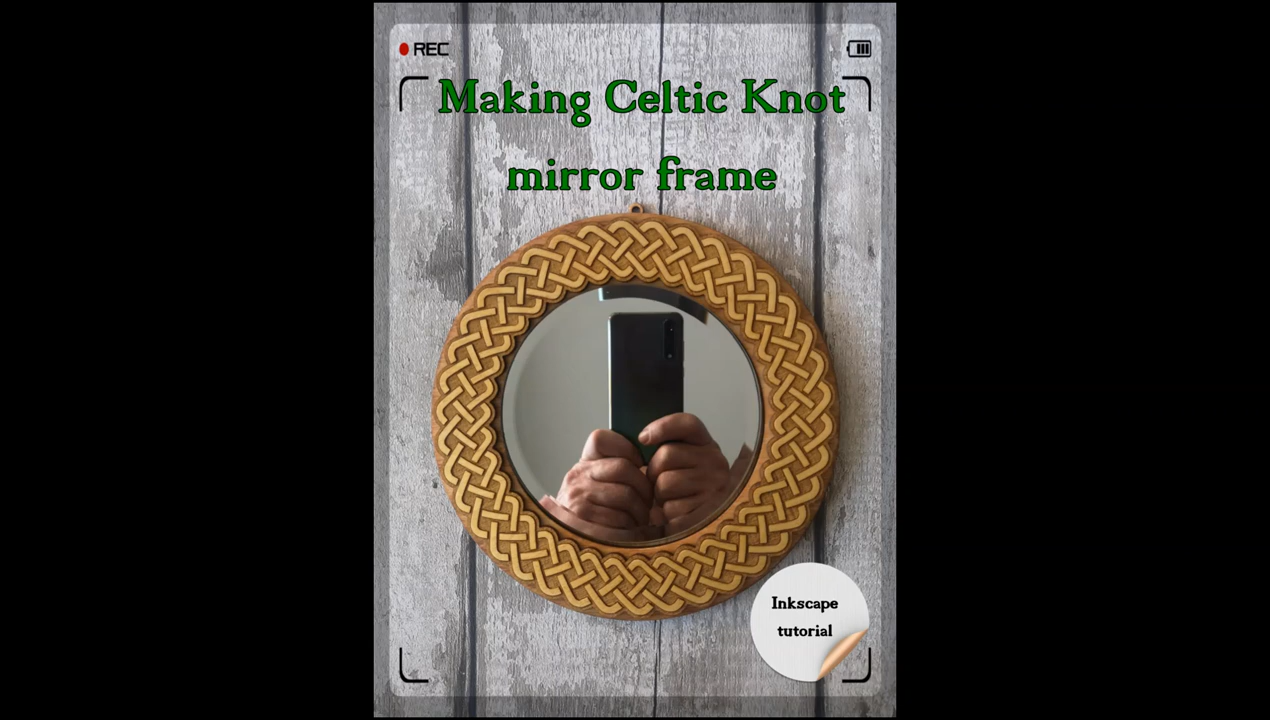 REC
Making Celtic Knot
mirror frame
Inkscape
tutorial